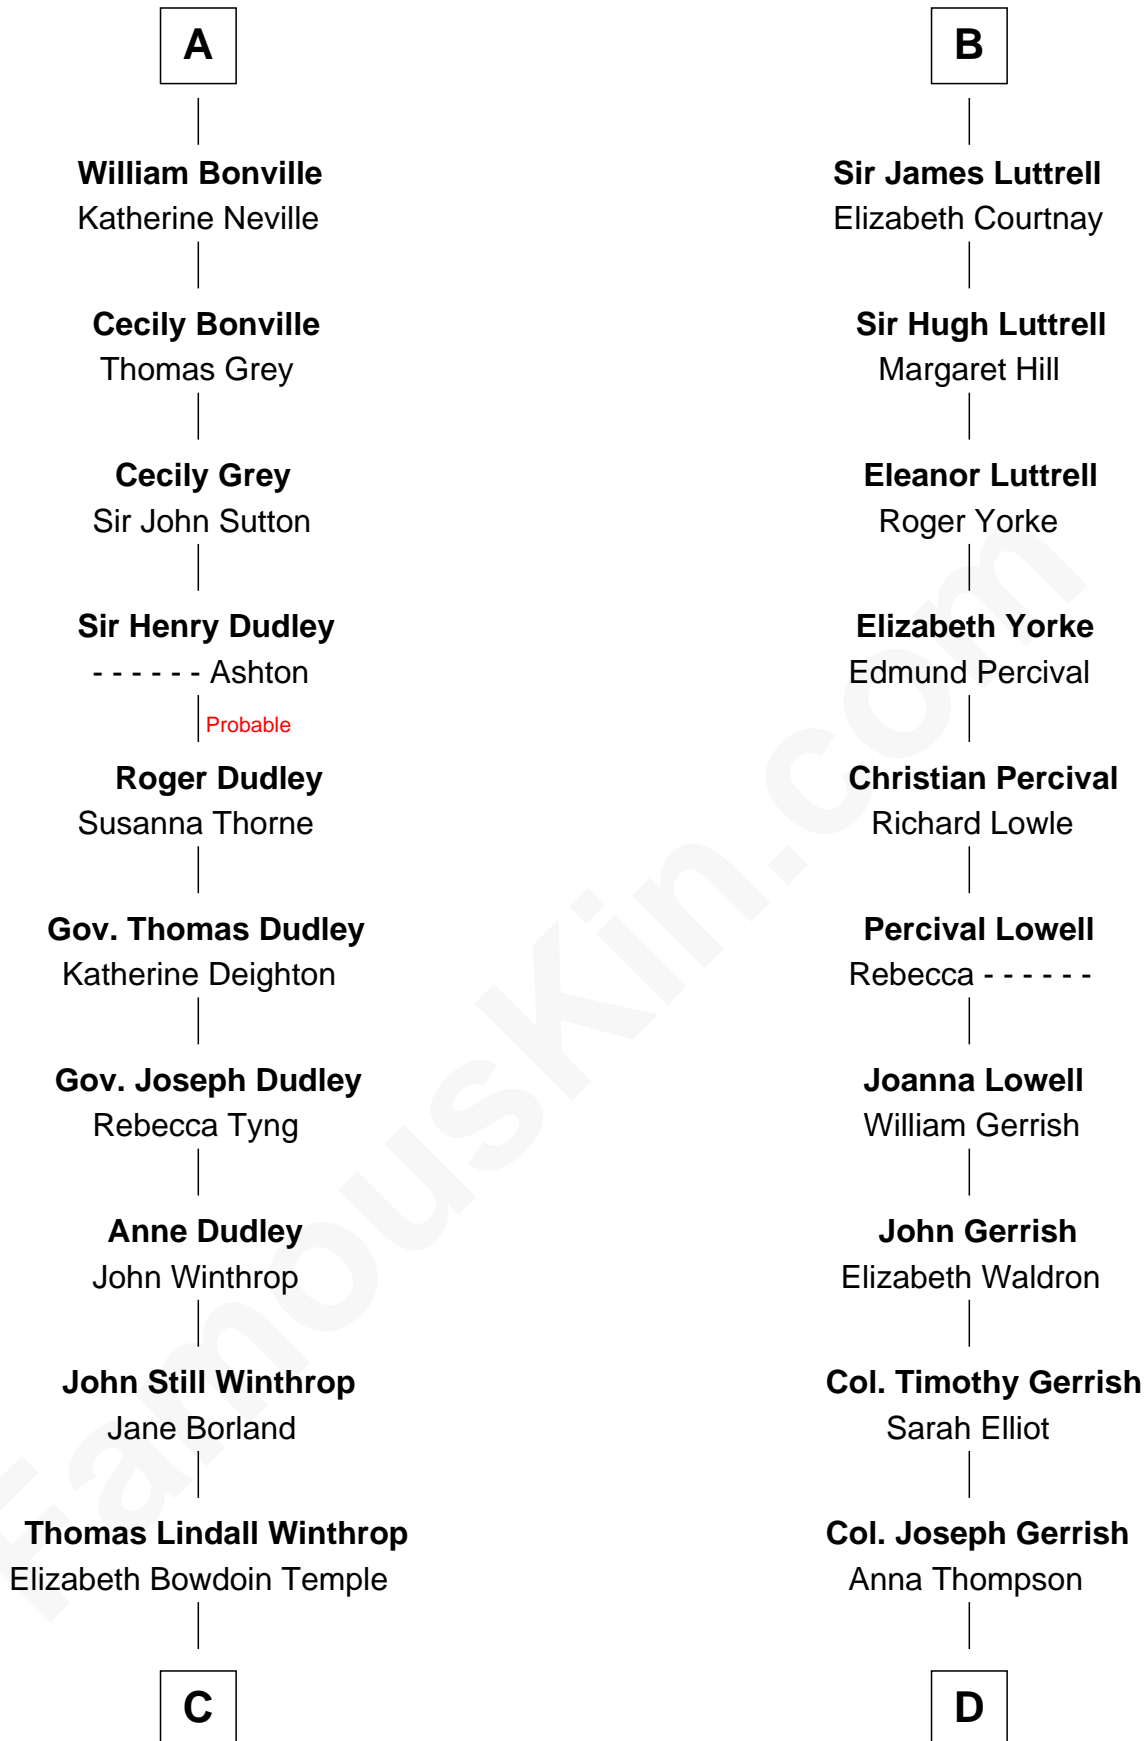 A
William Bonville
Katherine Neville
Cecily Bonville
Thomas Grey
Cecily Grey
Sir John Sutton
Sir Henry Dudley
- - - - - - Ashton
Probable
Roger Dudley
Susanna Thorne
Gov. Thomas Dudley
Katherine Deighton
Gov. Joseph Dudley
Rebecca Tyng
Anne Dudley
John Winthrop
John Still Winthrop
Jane Borland
Thomas Lindall Winthrop
Elizabeth Bowdoin Temple
C
B
Sir James Luttrell
Elizabeth Courtnay
Sir Hugh Luttrell
Margaret Hill
Eleanor Luttrell
Roger Yorke
Elizabeth Yorke
Edmund Percival
Christian Percival
Richard Lowle
Percival Lowell
Rebecca - - - - - -
Joanna Lowell
William Gerrish
John Gerrish
Elizabeth Waldron
Col. Timothy Gerrish
Sarah Elliot
Col. Joseph Gerrish
Anna Thompson
D
FamousKin.com